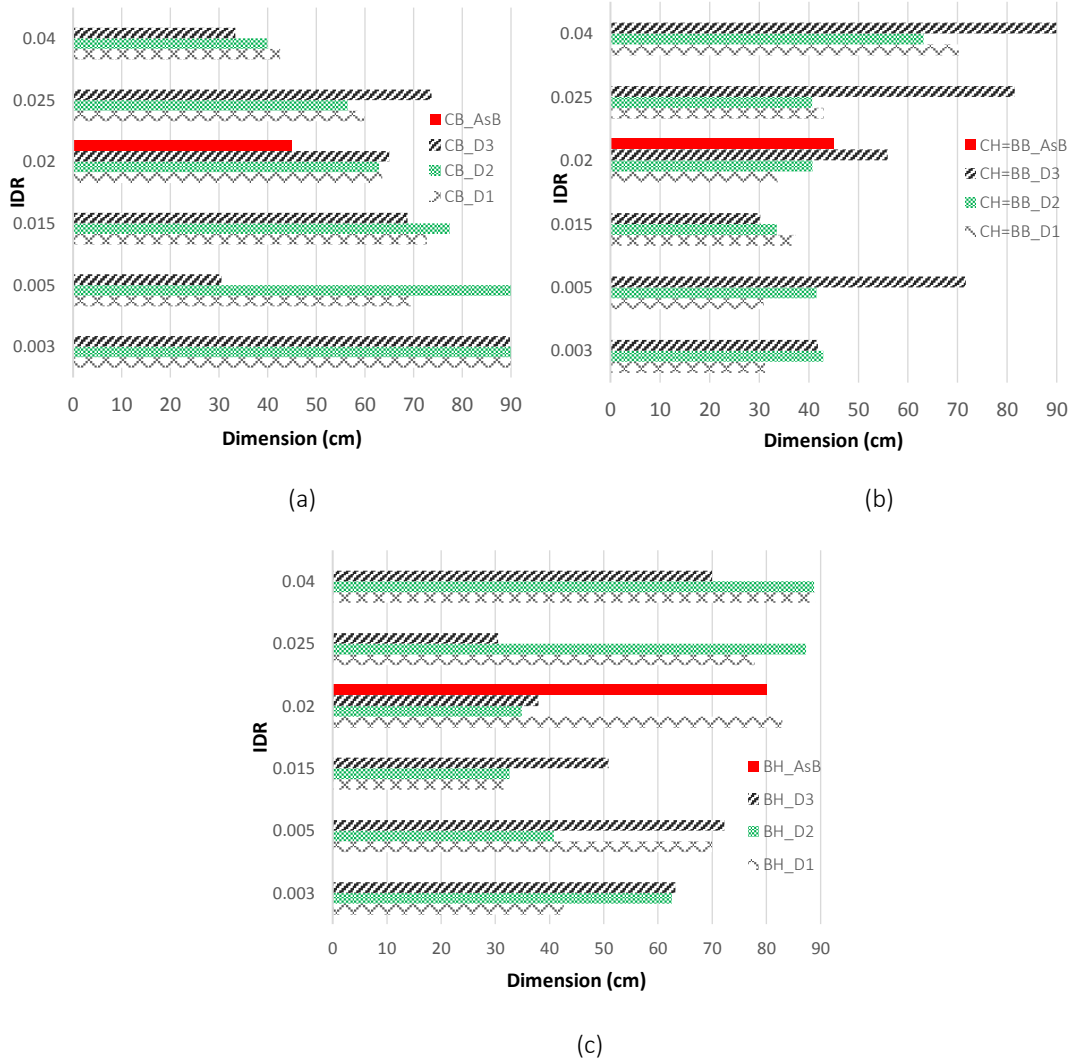 0.04
0.025
0.02
0.015
0.005
0.003
IDR
0 10 20 30 40 50 60 70 80 90
Dimension (cm)
CB_AsB
CB_D3
CB_D2
CB_D1
(a)
0.04
0.025
0.02
0.015
0.005
0.003
IDR
0 10 20 30 40 50 60 70 80 90
Dimension (cm)
CH=BB_AsB
CH=BB_D3
CH=BB_D2
CH=BB_D1
(b)
0.04
0.025
0.02
0.015
0.005
0.003
IDR
0 10 20 30 40 50 60 70 80 90
Dimension (cm)
BH_AsB
BH_D3
BH_D2
BH_D1
(c)